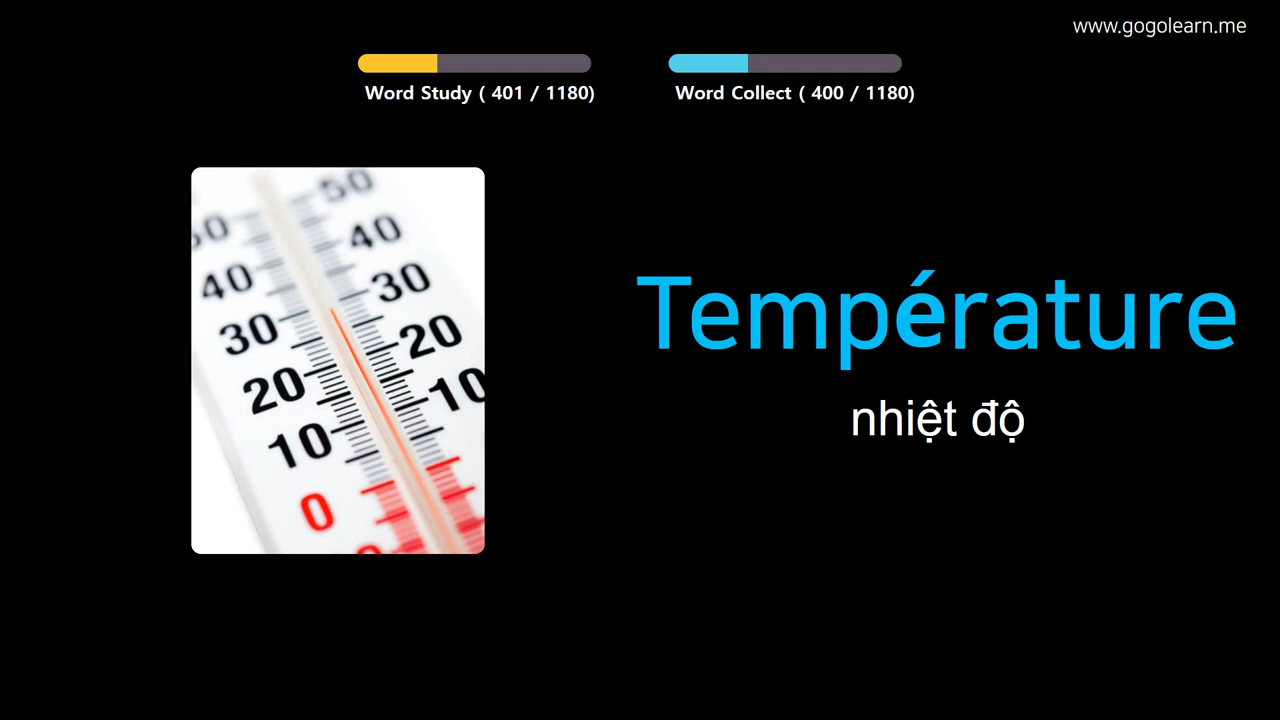 www.gogolearn.me
Word Study ( 401 / 1180)
Word Collect ( 400 / 1180)
50
40
40
30
30
20
20
10
10
0
Température
nhiệt độ